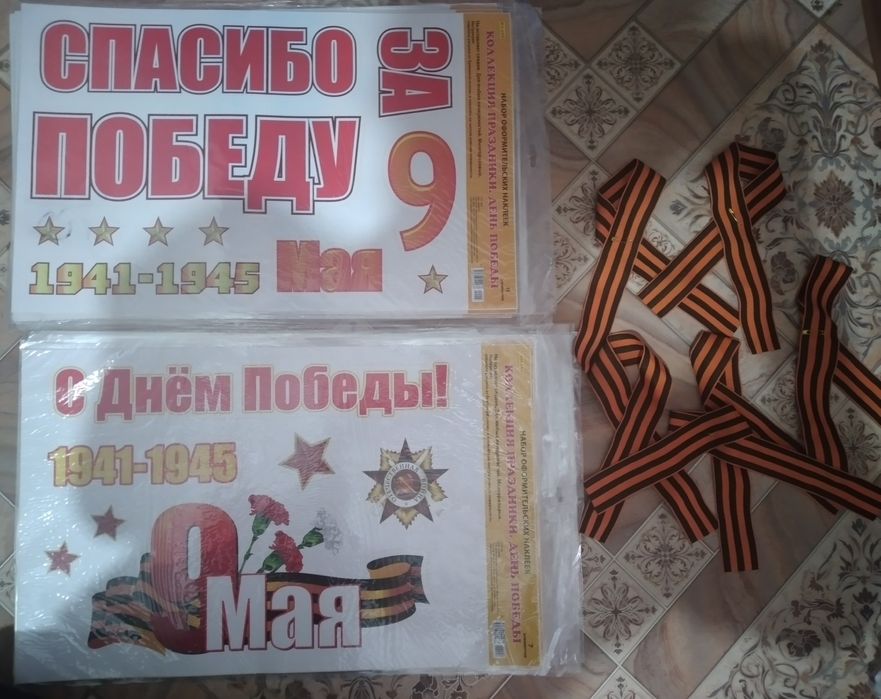 СПАСИБО
ЗА
ПОБЕДУ
9
Мая
1941-1945
НАБОР ОФОРМИТЕЛЬСКИХ НАКЛЕЕК
КОЛЛЕКЦИЯ ПРАЗДНИКИ. ДЕНЬ ПОБЕДЫ
С Днём Победы!
1941-1945
9
Мая
НАБОР ОФОРМИТЕЛЬСКИХ НАКЛЕЕК
КОЛЛЕКЦИЯ ПРАЗДНИКИ. ДЕНЬ ПОБЕДЫ